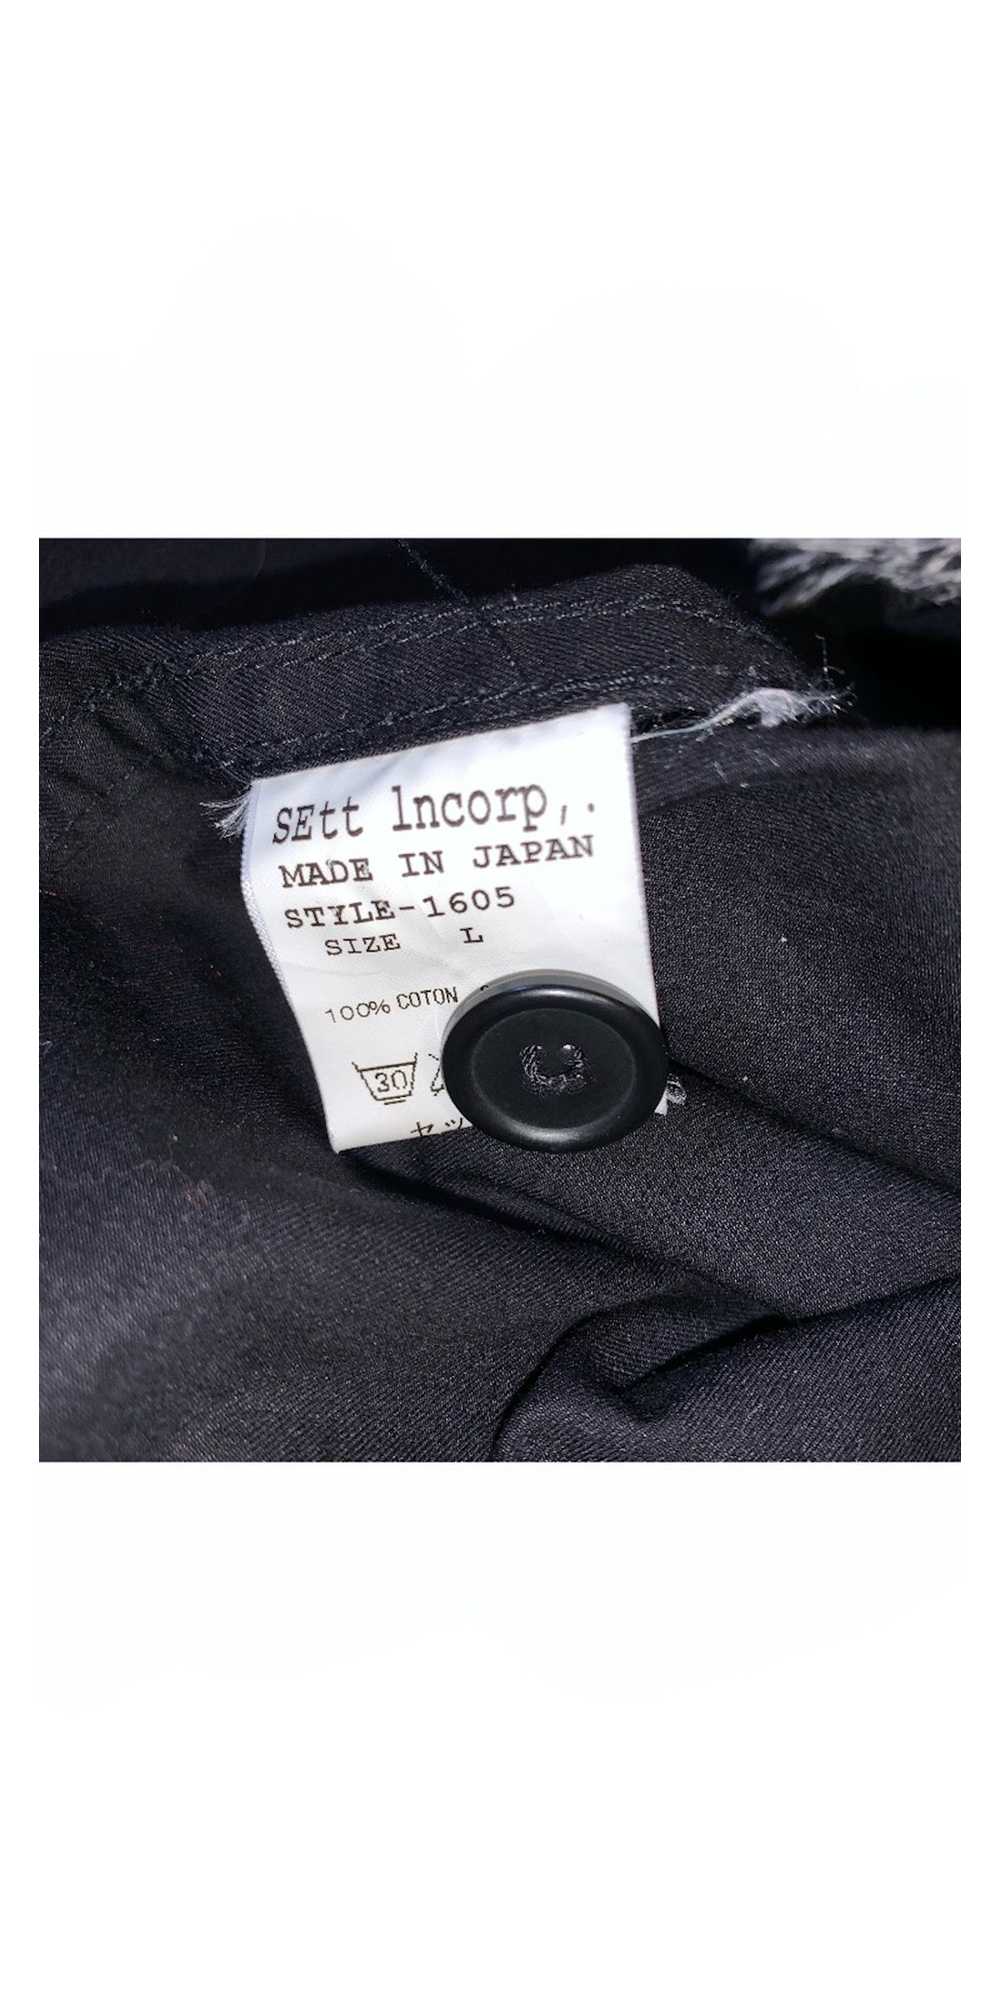 SEtt lncorp,.
MADE IN JAPAN
STYLE-1605
SIZE L
100% COTON
30